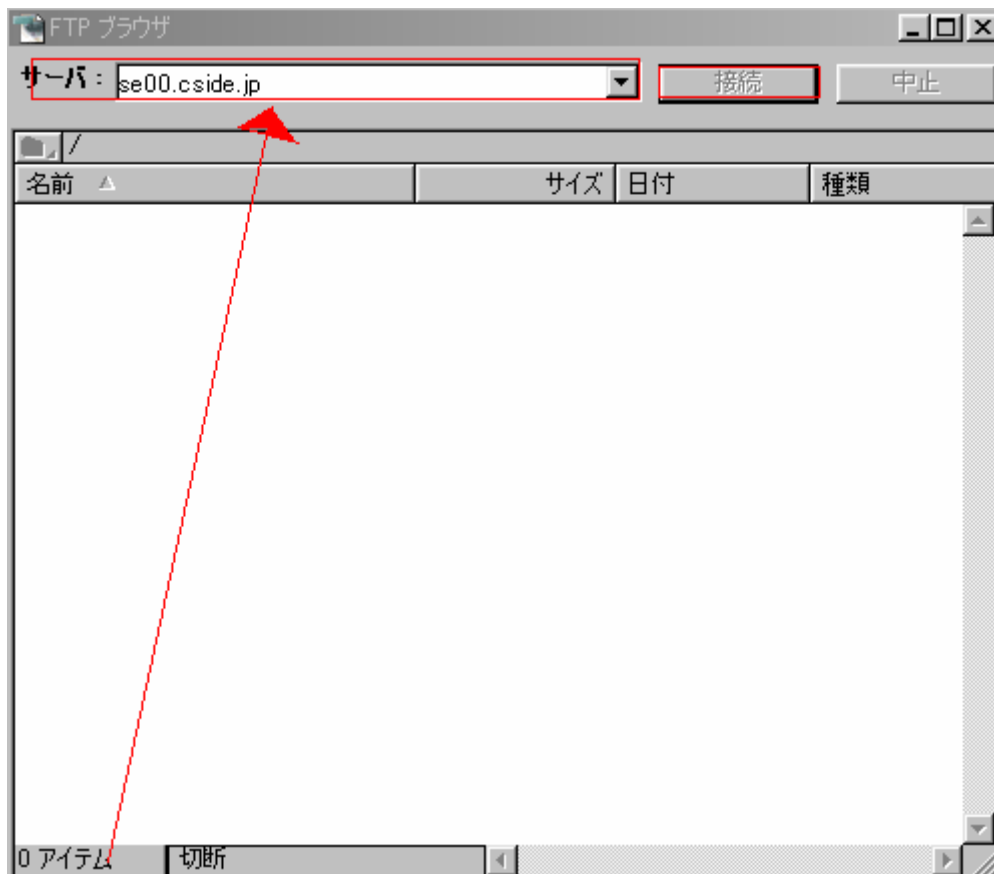 FTP ブラウザ
サーバ： se00.cside.jp 接続 中止
/
名前 サイズ 日付 種類
0 アイテム 切断